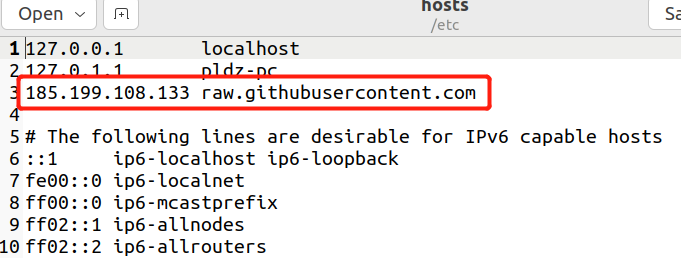 Open
hosts
/etc
Sa
1 127.0.0.1 localhost
2 127.0.1.1 pldz-pc
3 185.199.108.133 raw.githubusercontent.com
4
5 # The following lines are desirable for IPv6 capable hosts
6 ::1 ip6-localhost ip6-loopback
7 fe00::0 ip6-localnet
8 ff00::0 ip6-mcastprefix
9 ff02::1 ip6-allnodes
10 ff02::2 ip6-allrouters